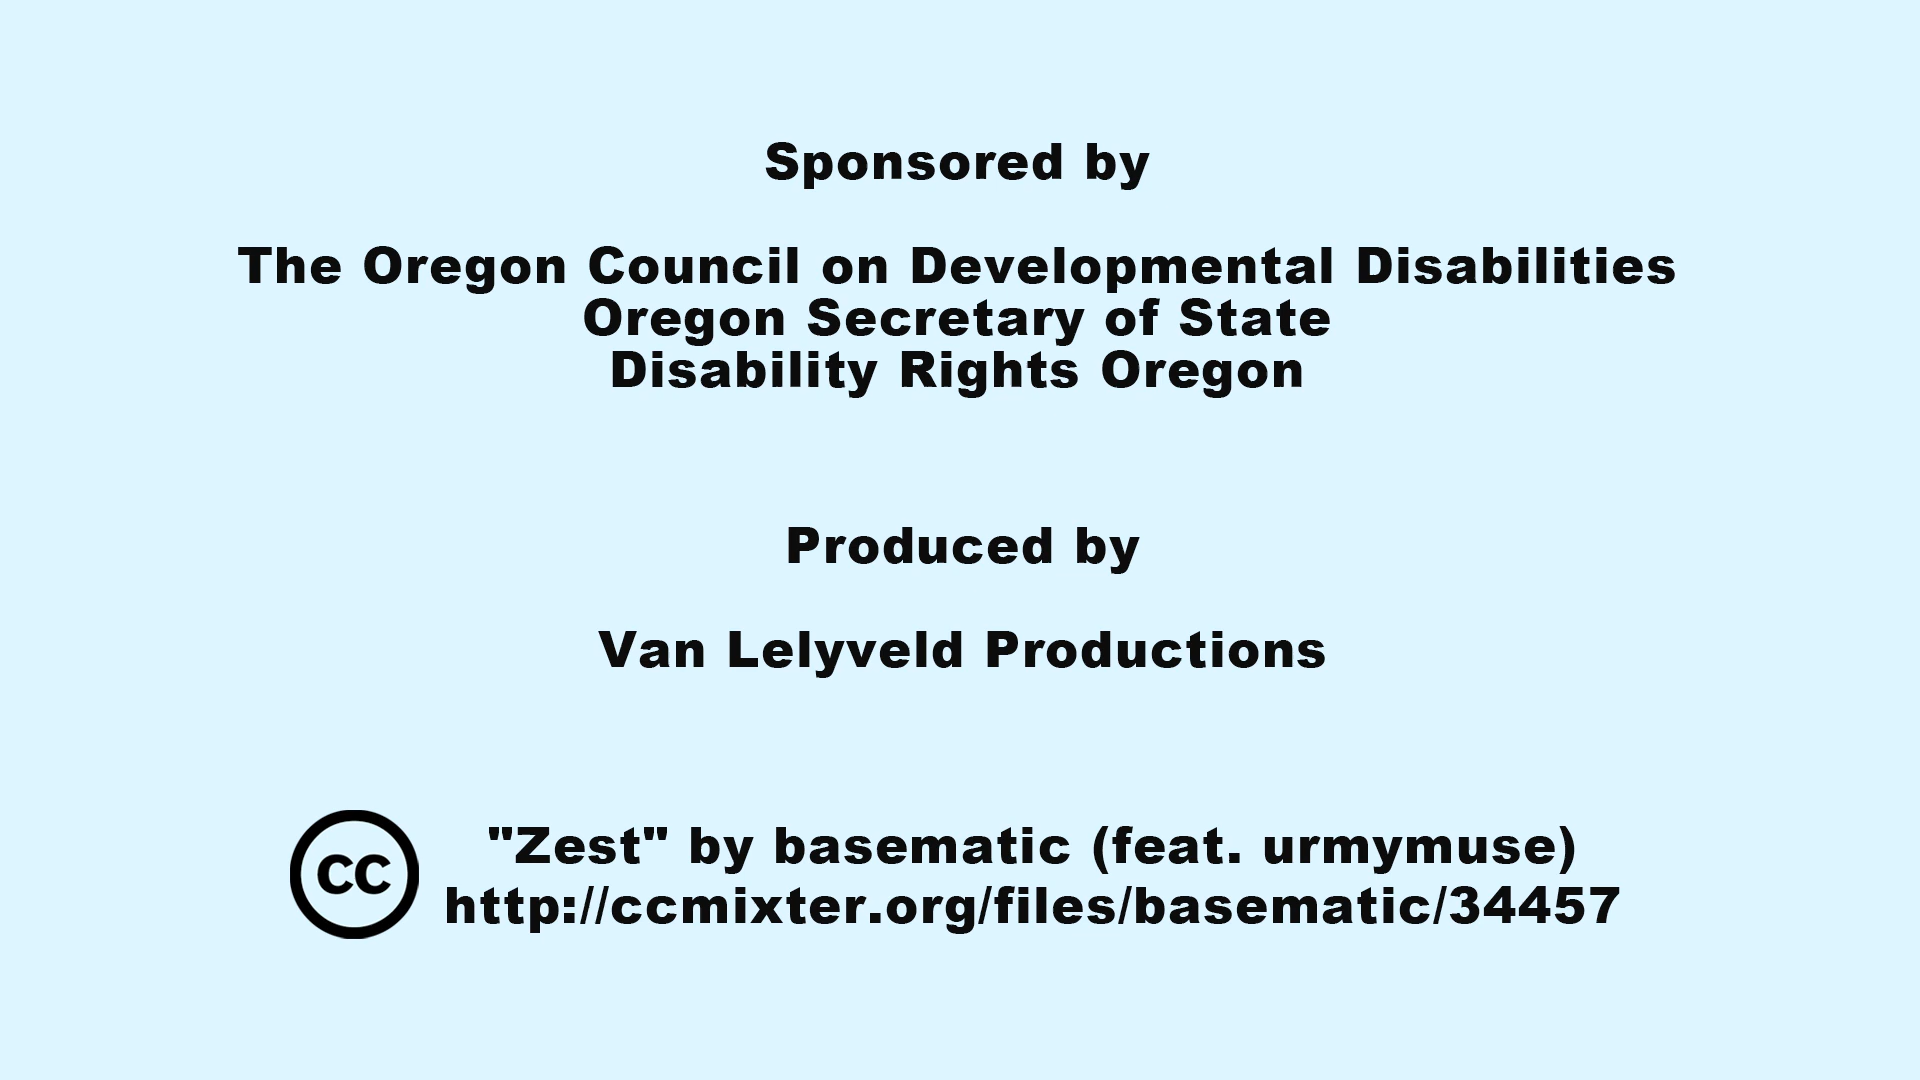 Sponsored by
The Oregon Council on Developmental Disabilities
Oregon Secretary of State
Disability Rights Oregon
Produced by
Van Lelyveld Productions
cc
"Zest" by basematic (feat. urmymuse)
http://ccmixter.org/files/basematic/34457